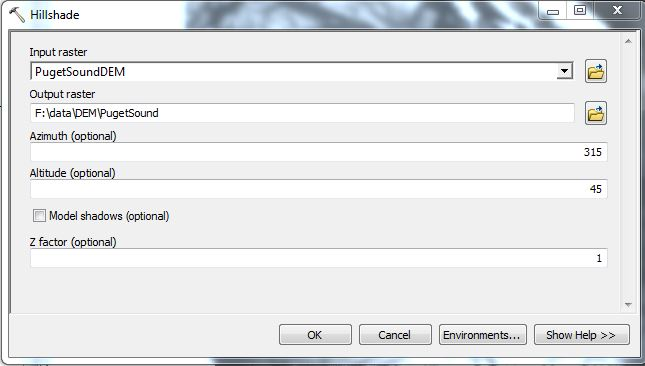 Hillshade
Input raster
PugetSoundDEM
Output raster
F:\data\DEM\PugetSound
Azimuth (optional)
315
Altitude (optional)
45
Model shadows (optional)
Z factor (optional)
1
OK Cancel Environments... Show Help >>